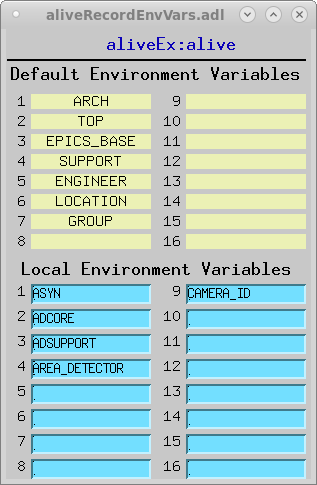 aliveRecordEnvVars.adl
aliveEx:alive
Default Environment Variables
1 ARCH 9
2 TOP 10
3 EPICS_BASE 11
4 SUPPORT 12
5 ENGINEER 13
6 LOCATION 14
7 GROUP 15
8 16
Local Environment Variables
1 ASYN 9 CAMERA_ID
2 ADCORE 10
3 ADSUPPORT 11
4 AREA_DETECTOR 12
5 13
6 14
7 15
8 16